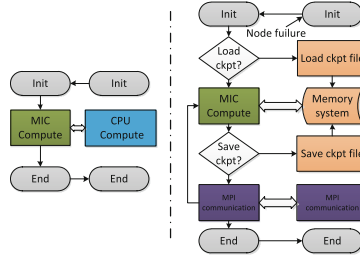 Init
Init
MIC
Compute
CPU
Compute
End
End
Init
Init
Node failure
Load
ckpt?
Load ckpt file
MIC
Compute
Memory
system
Save
ckpt?
Save ckpt file
MPI
communication
MPI
communication
End
End